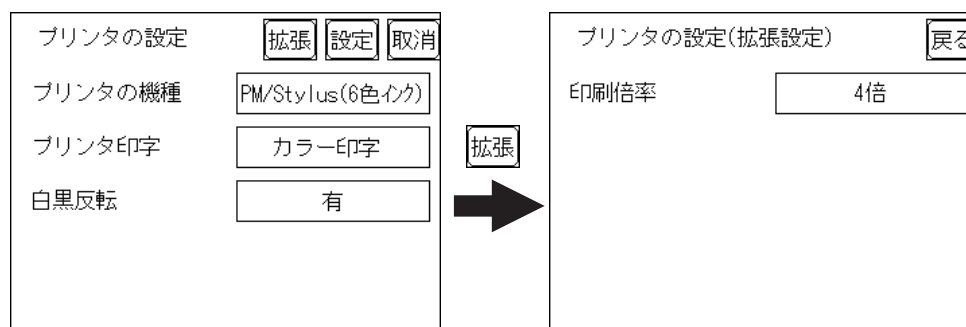 プリンタの設定 拡張 設定 取消
プリンタの機種 PM/Stylus(6色インク)
プリンタ印字 カラー印字
白黒反転 有
拡張
プリンタの設定(拡張設定) 戻る
印刷倍率 4倍